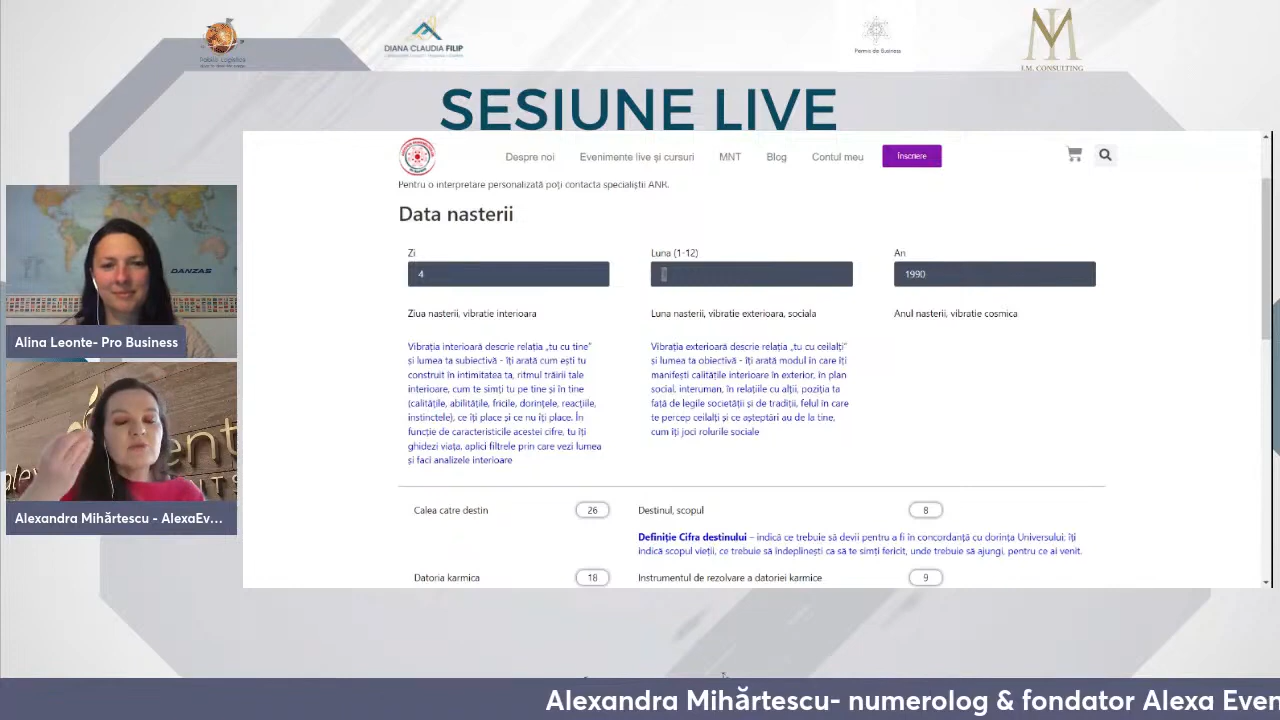 DIANA CLAUDIA FILIP
Permis de Business
IM
I.M. CONSULTING
SESIUNE LIVE
Despre noi
Evenimente live și cursuri
MNT
Blog
Contul meu
Înscriere
Pentru o interpretare personalizată poți contacta specialiștii ANR.
Data nasterii
Zi
Luna (1-12)
An
4
1990
Ziua nasterii, vibratie interioara
Luna nasterii, vibratie exterioara, sociala
Anul nasterii, vibratie cosmica
Vibrația interioară descrie relația „tu cu tine”
și lumea ta subiectivă - îți arată cum ești tu
construit în intimitatea ta, ritmul trăirii tale
interioare, cum te simți tu pe tine și în tine
(calitățile, abilitățile, fricile, dorințele, reacțiile,
instinctele), ce îți place și ce nu îți place. În
funcție de caracteristicile acestei cifre, tu îți
ghidezi viața, aplici filtrele prin care vezi lumea
și faci analizele interioare
Vibrația exterioară descrie relația „tu cu ceilalți”
și lumea ta obiectivă - îți arată modul în care îți
manifești calitățile interioare în exterior, în plan
social, interuman, în relațiile cu alții, poziția ta
față de legile societății și de tradiții, felul în care
te percep ceilalți și ce așteptări au de la tine,
cum îți joci rolurile sociale
Calea catre destin
26
Destinul, scopul
8
Definiție Cifra destinului – indică ce trebuie să devii pentru a fi în concordanță cu dorința Universului; îți
indică scopul vieții, ce trebuie să îndeplinești ca să te simți fericit, unde trebuie să ajungi, pentru ce ai venit.
Datoria karmica
18
Instrumentul de rezolvare a datoriei karmice
9
DANZAS
Alina Leonte- Pro Business
Alexandra Mihărtescu - AlexaEv...
Alexandra Mihărtescu- numerolog & fondator Alexa Even